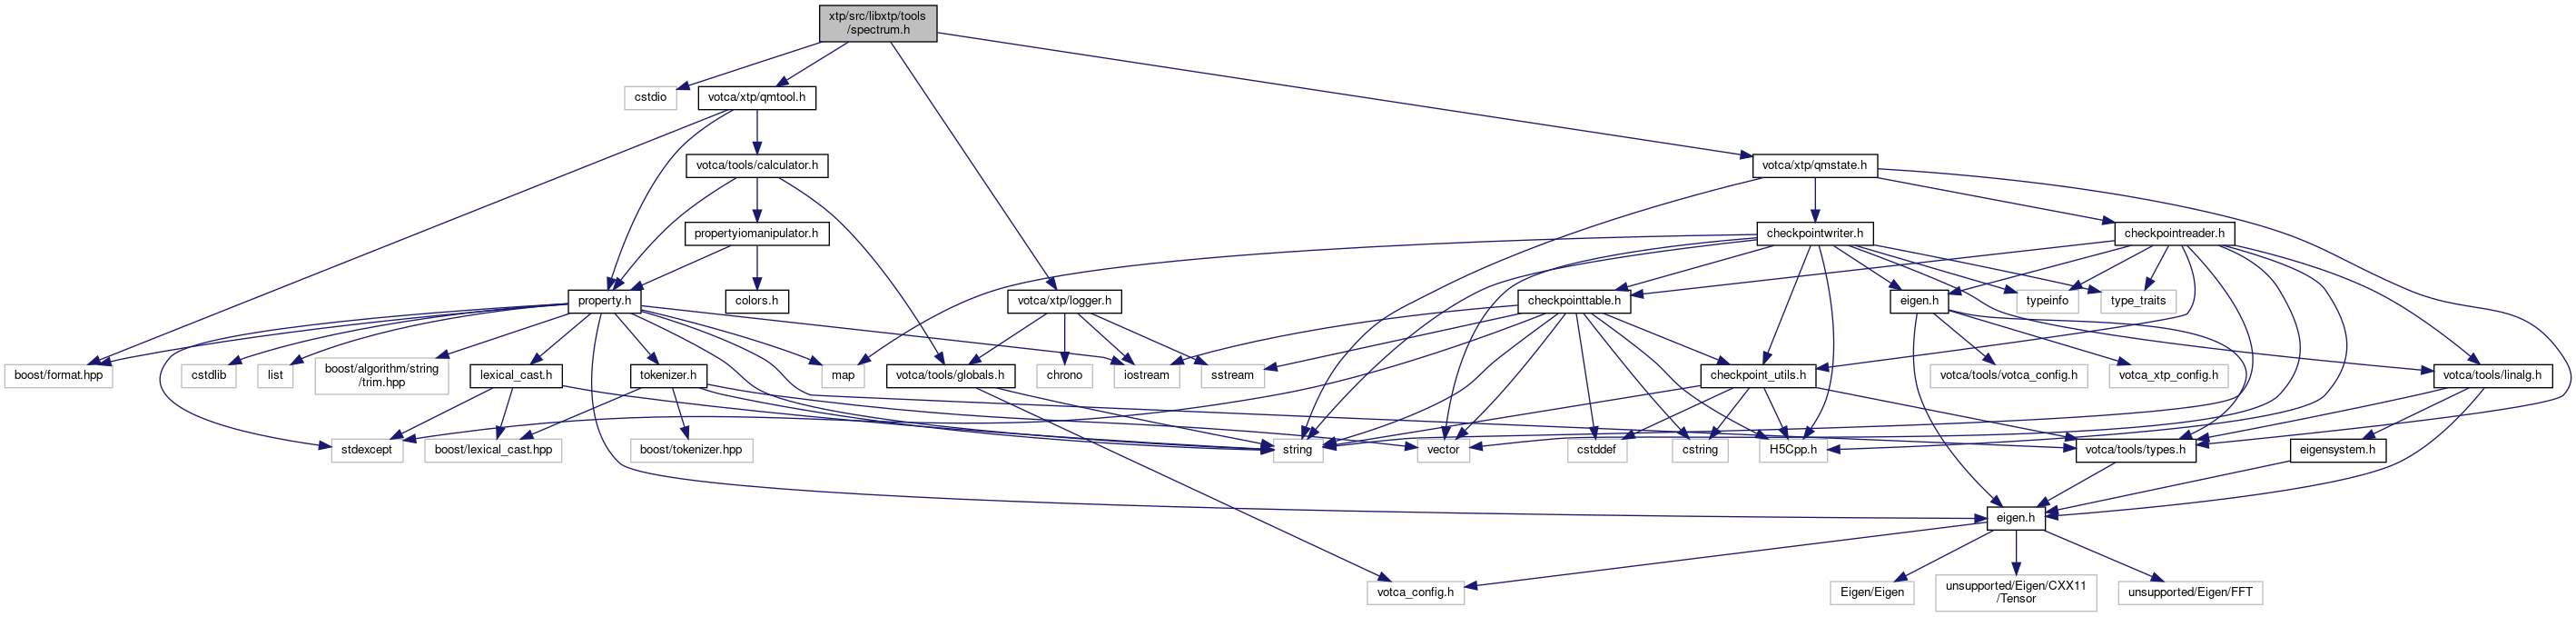 xtp/src/libxtp/tools
/spectrum.h
cstdio
votca/xtp/qmtool.h
votca/tools/calculator.h
votca/xtp/qmstate.h
propertyiomanipulator.h
checkpointwriter.h
checkpointreader.h
property.h
colors.h
votca/xtp/logger.h
checkpointtable.h
eigen.h
typeinfo
type_traits
boost/format.hpp
cstdlib
list
boost/algorithm/string
/trim.hpp
lexical_cast.h
tokenizer.h
map
votca/tools/globals.h
chrono
iostream
sstream
checkpoint_utils.h
votca/tools/votca_config.h
votca_xtp_config.h
votca/tools/linalg.h
stdexcept
boost/lexical_cast.hpp
boost/tokenizer.hpp
string
vector
cstddef
cstring
H5Cpp.h
votca/tools/types.h
eigensystem.h
eigen.h
votca_config.h
Eigen/Eigen
unsupported/Eigen/CXX11
/Tensor
unsupported/Eigen/FFT